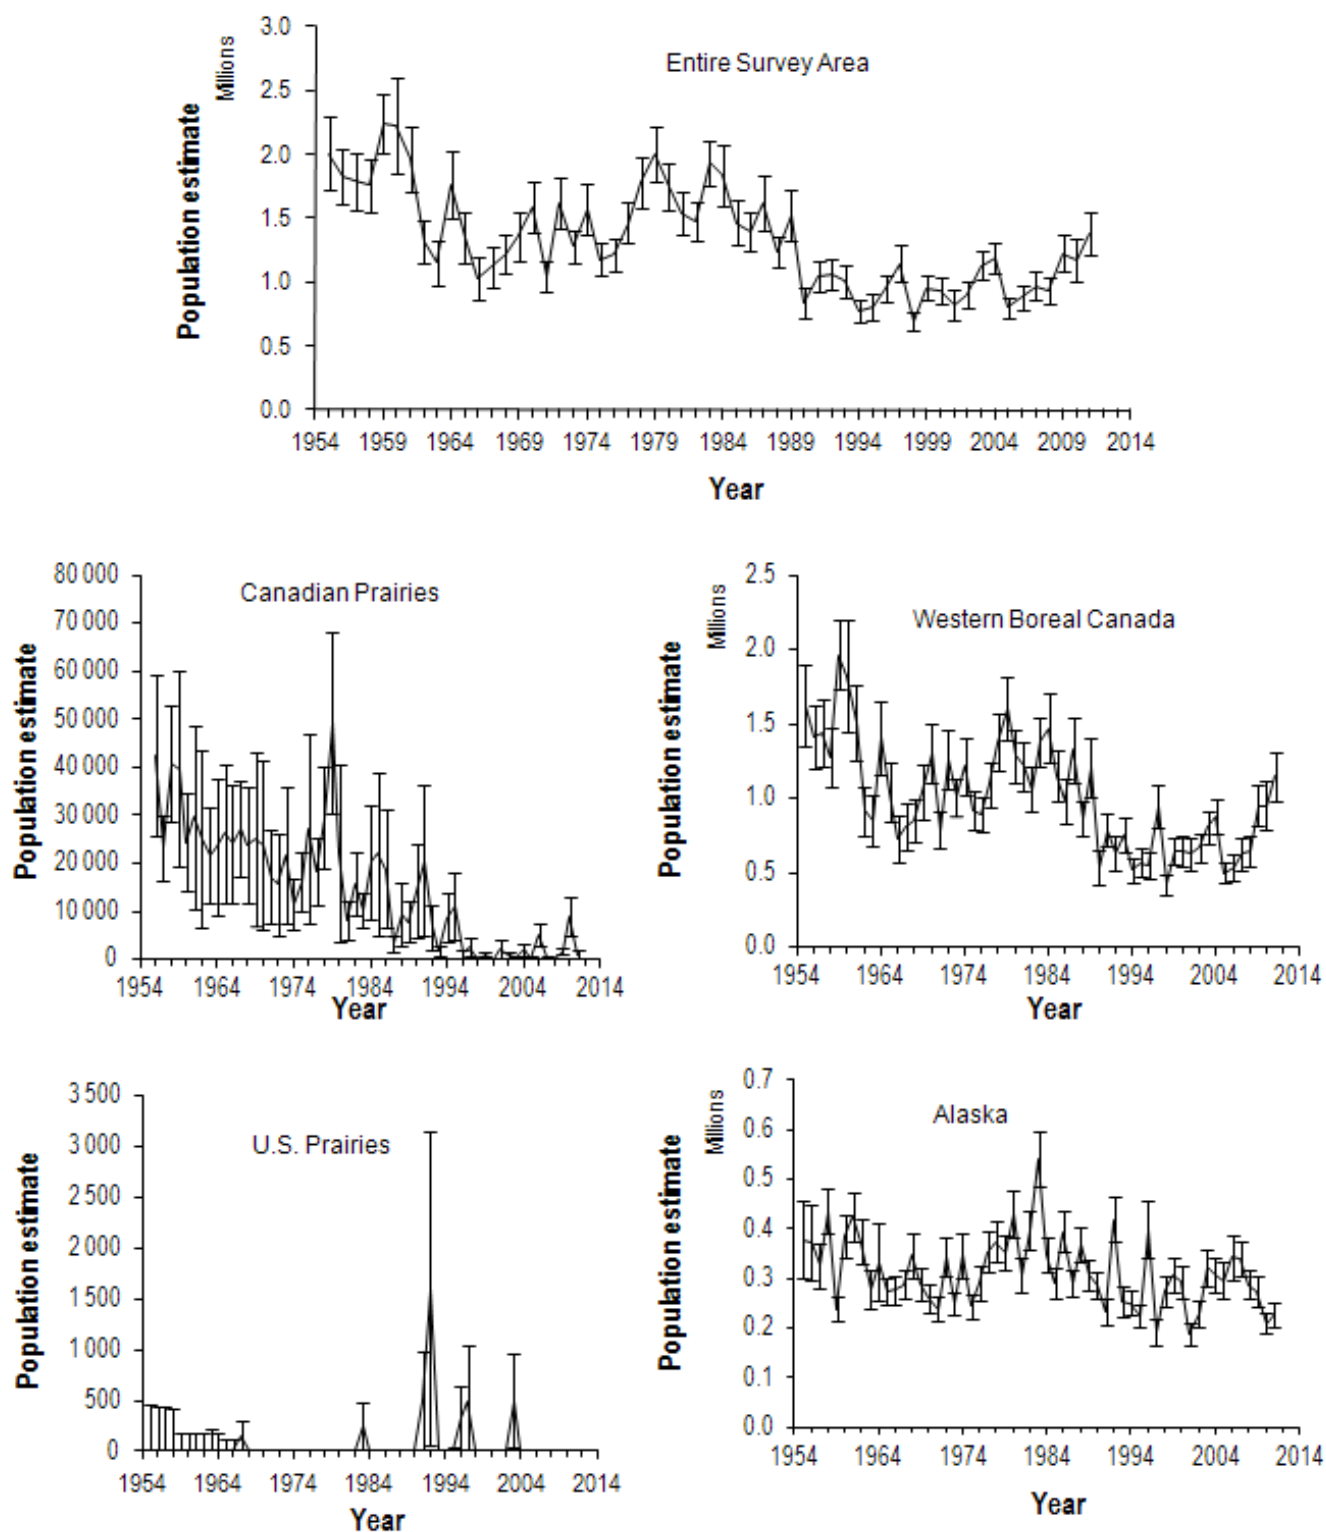 Entire Survey Area
Millions
Population estimate
3.0
2.5
2.0
1.5
1.0
0.5
0.0
1954 1959 1964 1969 1974 1979 1984 1989 1994 1999 2004 2009 2014
Year
Canadian Prairies
Population estimate
80 000
70 000
60 000
50 000
40 000
30 000
20 000
10 000
0
1954 1964 1974 1984 1994 2004 2014
Year
Western Boreal Canada
Millions
Population estimate
2.5
2.0
1.5
1.0
0.5
0.0
1954 1964 1974 1984 1994 2004 2014
Year
U.S. Prairies
Population estimate
3 500
3 000
2 500
2 000
1 500
1 000
500
0
1954 1964 1974 1984 1994 2004 2014
Year
Alaska
Millions
Population estimate
0.7
0.6
0.5
0.4
0.3
0.2
0.1
0.0
1954 1964 1974 1984 1994 2004 2014
Year